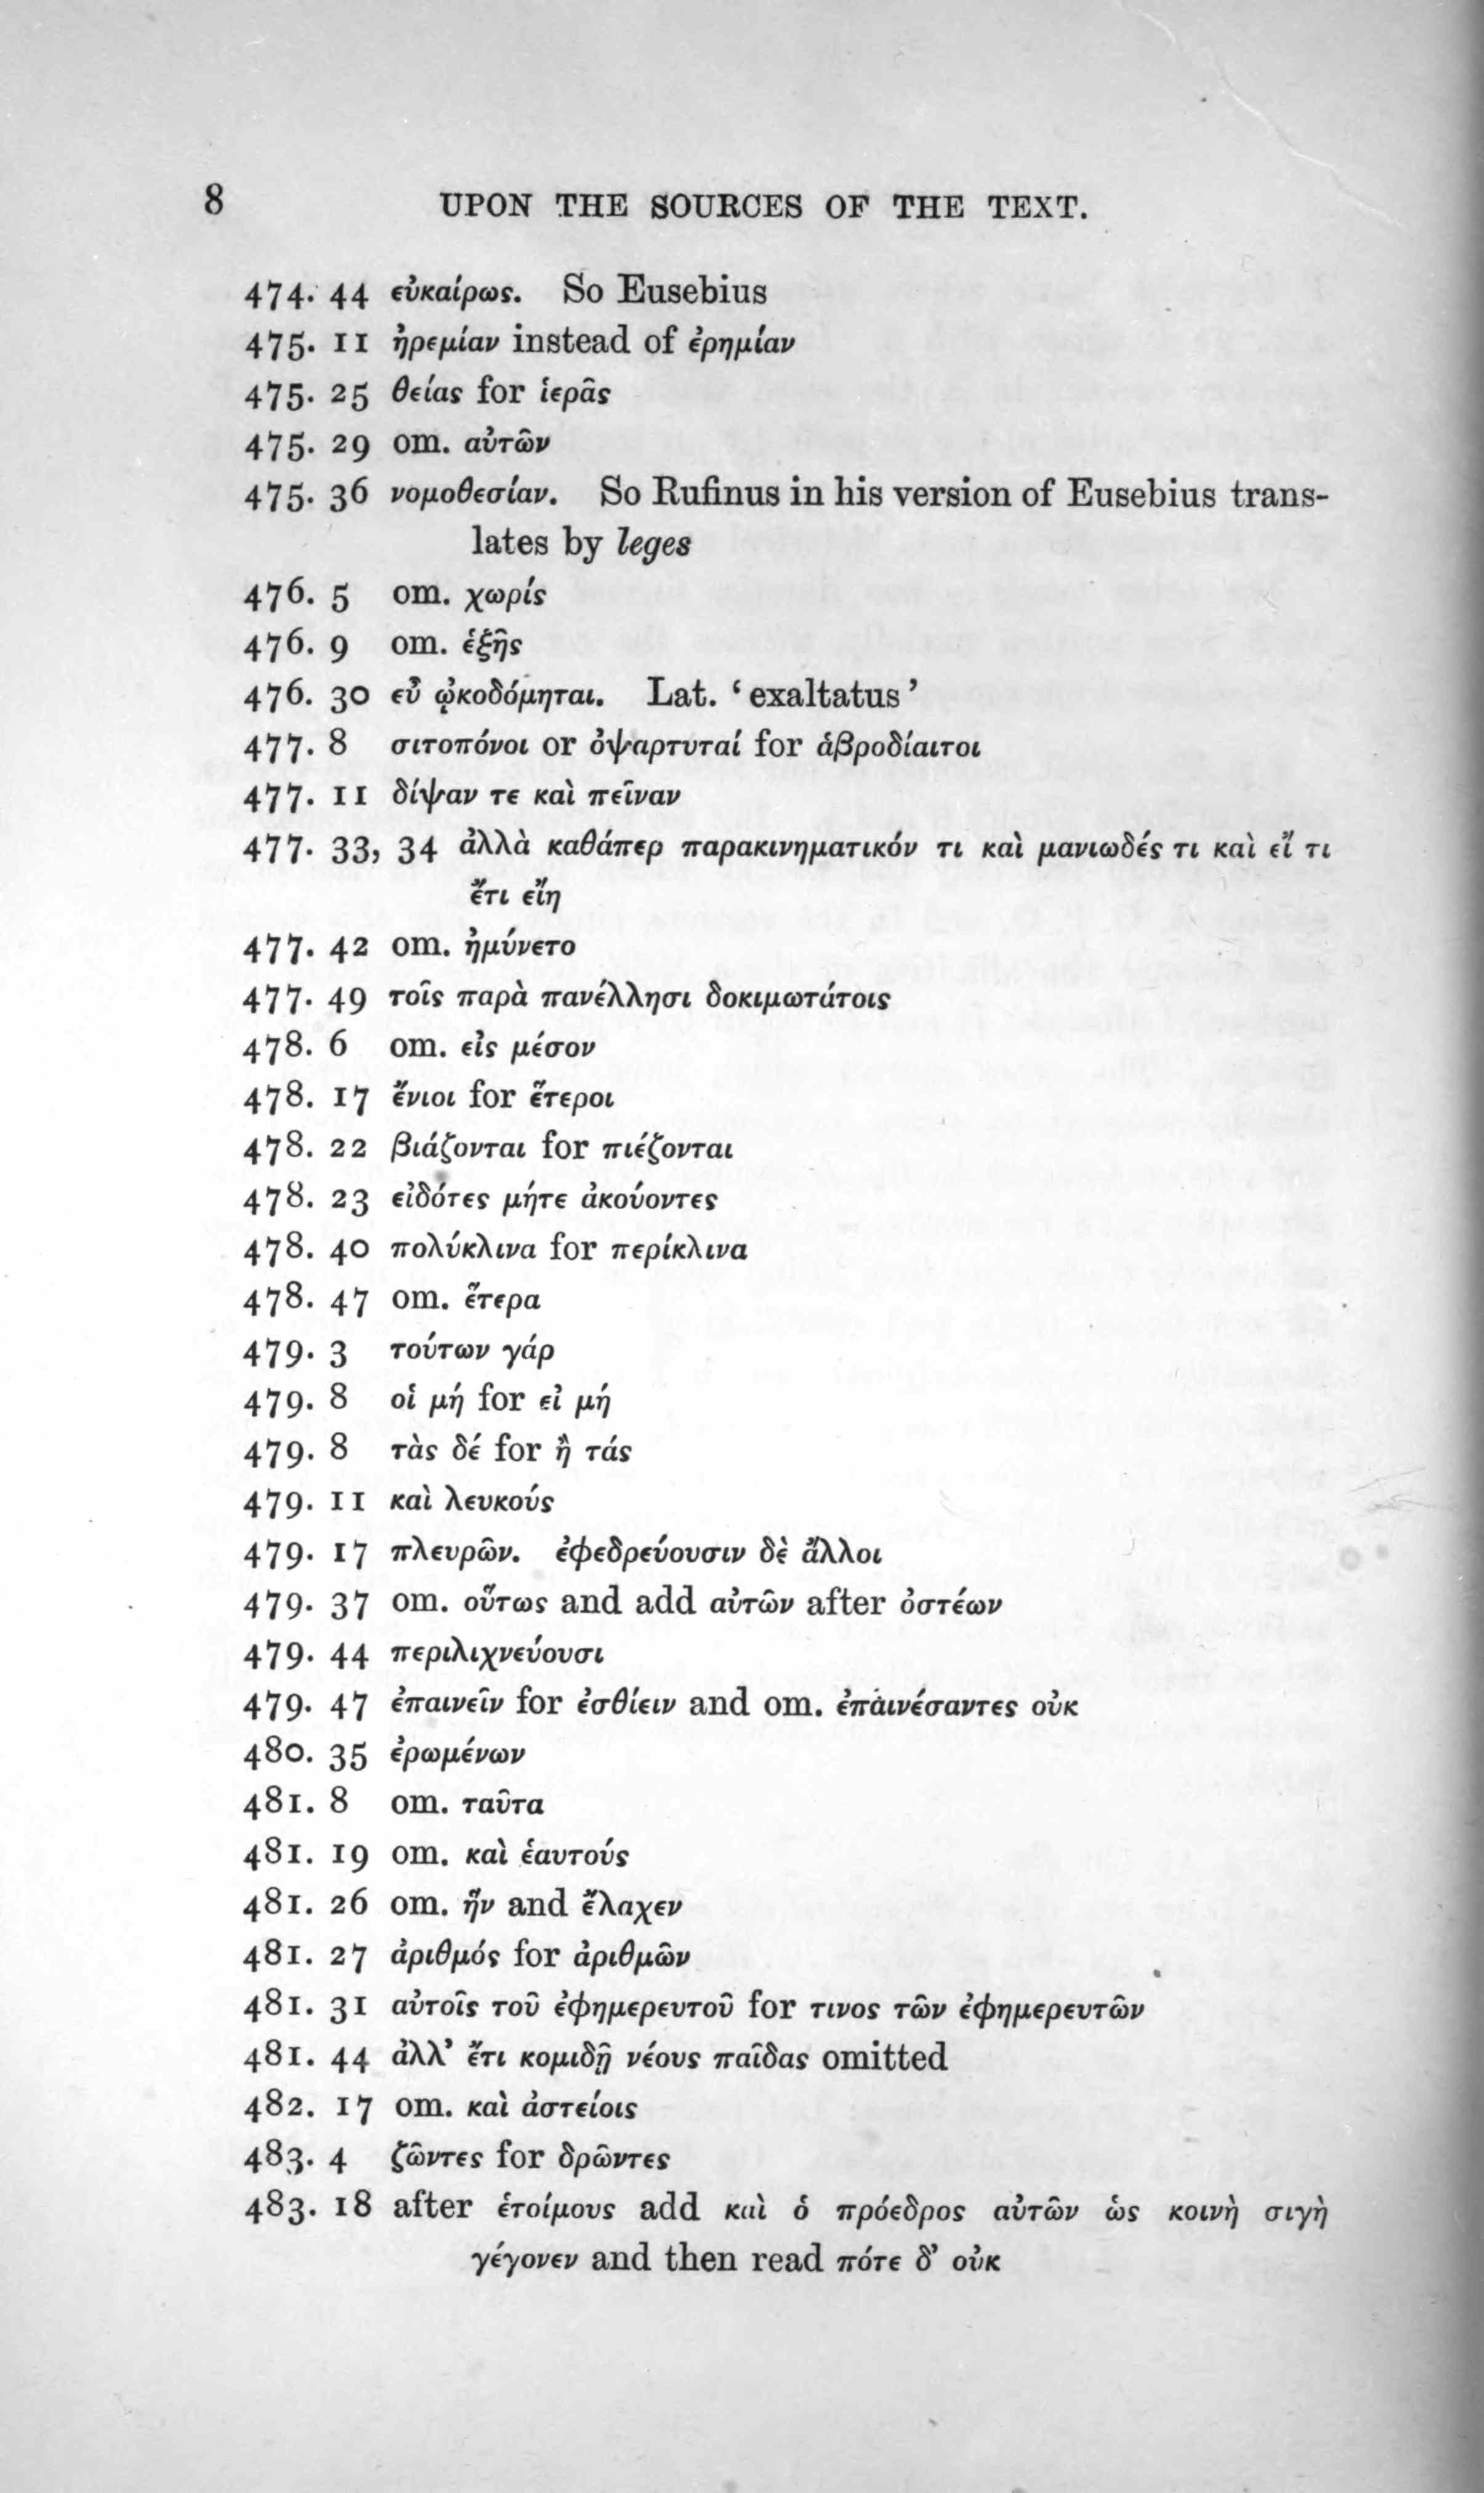 8 UPON THE SOURCES OF THE TEXT.
474. 44 εὐκαίρως. So Eusebius
475. 11 ἠρεμίαν instead of ἐρημίαν
475. 25 θείας for ἱερᾶς
475. 29 om. αὐτῶν
475. 36 νομοθεσίαν. So Rufinus in his version of Eusebius trans-
lates by leges
476. 5 om. χωρίς
476. 9 om. ἑξῆς
476. 30 εὖ ᾠκοδόμηται. Lat. ‘exaltatus’
477. 8 σιτοπόνοι or ὀψαρτυταί for ἁβροδίαιτοι
477. 11 δίψαν τε καὶ πεῖναν
477. 33, 34 ἀλλὰ καθάπερ παρακινηματικόν τι καὶ μανιωδές τι καὶ εἴ τι
ἔτι εἴη
477. 42 om. ἠμύνετο
477. 49 τοῖς παρὰ πανέλλησι δοκιμωτάτοις
478. 6 om. εἰς μέσον
478. 17 ἔνιοι for ἕτεροι
478. 22 βιάζονται for πιέζονται
478. 23 εἰδότες μήτε ἀκούοντες
478. 40 πολύκλινα for περίκλινα
478. 47 om. ἕτερα
479. 3 τούτων γάρ
479. 8 οἱ μή for εἰ μή
479. 8 τὰς δέ for ἢ τάς
479. 11 καὶ λευκούς
479. 17 πλευρῶν. ἐφεδρεύουσιν δὲ ἄλλοι
479. 37 om. οὕτως and add αὐτῶν after ὀστέων
479. 44 περιλιχνεύουσι
479. 47 ἐπαινεῖν for ἐσθίειν and om. ἐπαινέσαντες οὐκ
480. 35 ἐρωμένων
481. 8 om. ταῦτα
481. 19 om. καὶ ἑαυτούς
481. 26 om. ἥν and ἔλαχεν
481. 27 ἀριθμός for ἀριθμῶν
481. 31 αὐτοῖς τοῦ ἐφημερευτοῦ for τινος τῶν ἐφημερευτῶν
481. 44 ἀλλ’ ἔτι κομιδῇ νέους παῖδας omitted
482. 17 om. καὶ ἀστείοις
483. 4 ζῶντες for δρῶντες
483. 18 after ἑτοίμους add καὶ ὁ πρόεδρος αὐτῶν ὡς κοινὴ σιγὴ
γέγονεν and then read πότε δ’ οὐκ